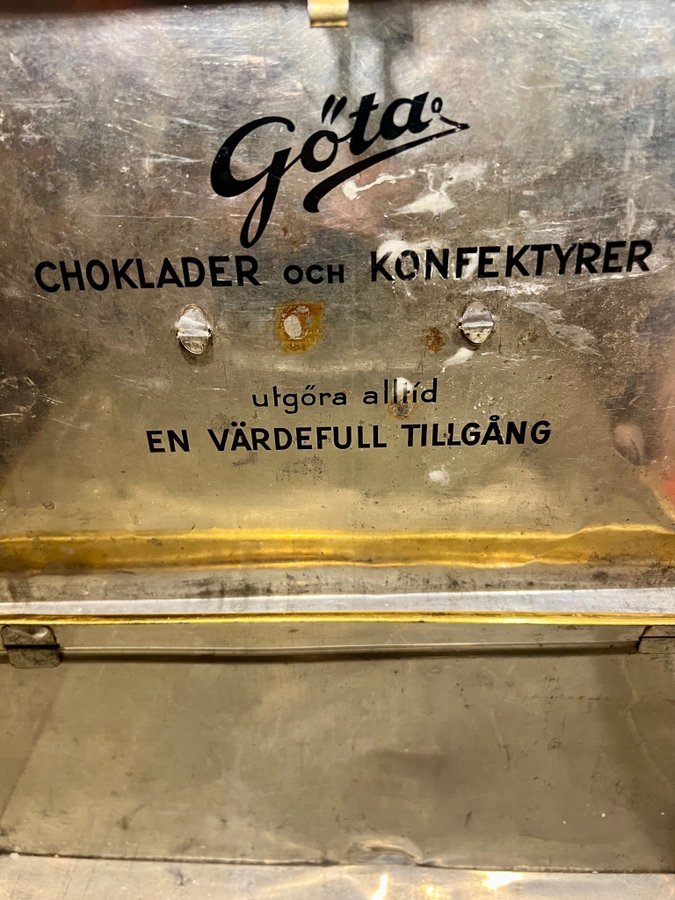 Göta
CHOKLADER OCH KONFEKTYRER
utgöra alltid
EN VÄRDEFULL TILLGÅNG